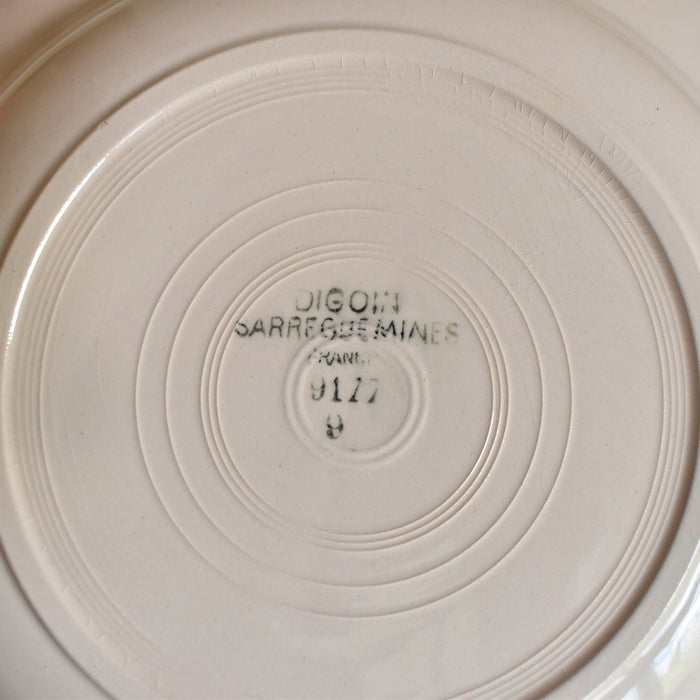 DIGOIN
SARREGUEMINES
FRANCE
9177
9